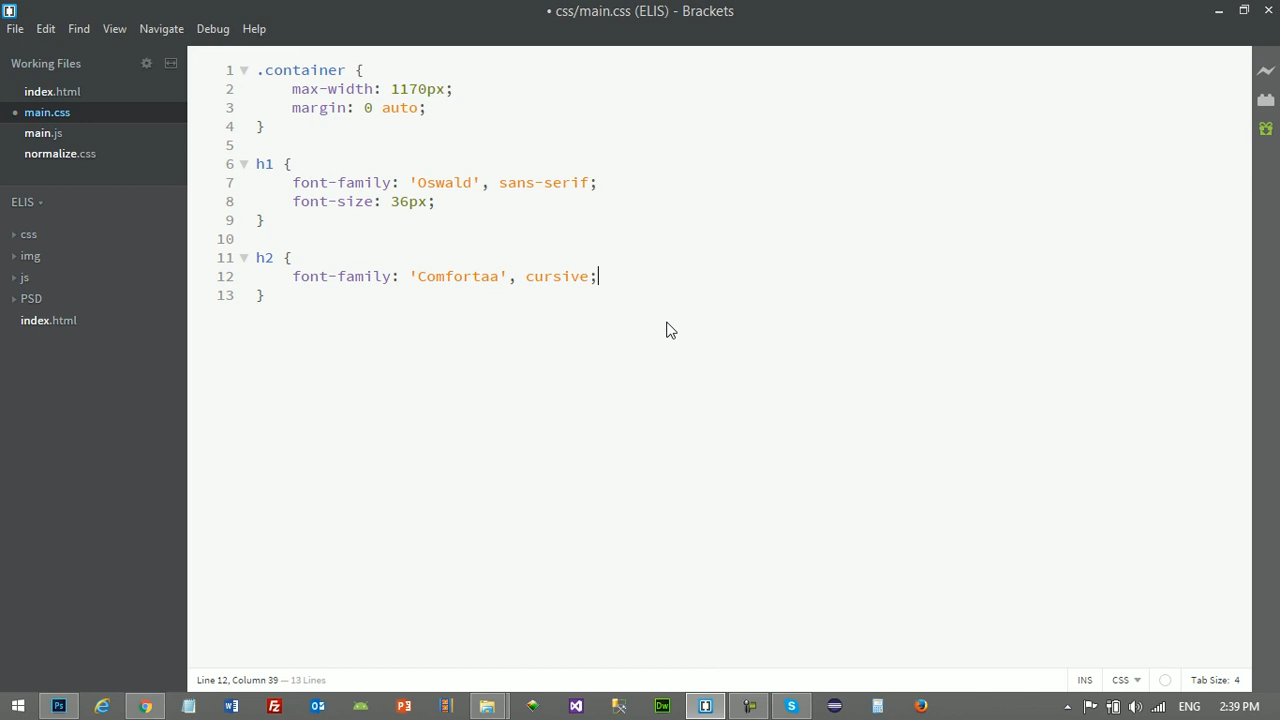 • css/main.css (ELIS) - Brackets
File Edit Find View Navigate Debug Help
Working Files
index.html
main.css
main.js
normalize.css
ELIS
css
img
js
PSD
index.html
1 .container {
2 max-width: 1170px;
3 margin: 0 auto;
4 }
5
6 h1 {
7 font-family: 'Oswald', sans-serif;
8 font-size: 36px;
9 }
10
11 h2 {
12 font-family: 'Comfortaa', cursive;
13 }
Line 12, Column 39 — 13 Lines
INS CSS Tab Size: 4
Ps Dw ENG 2:39 PM